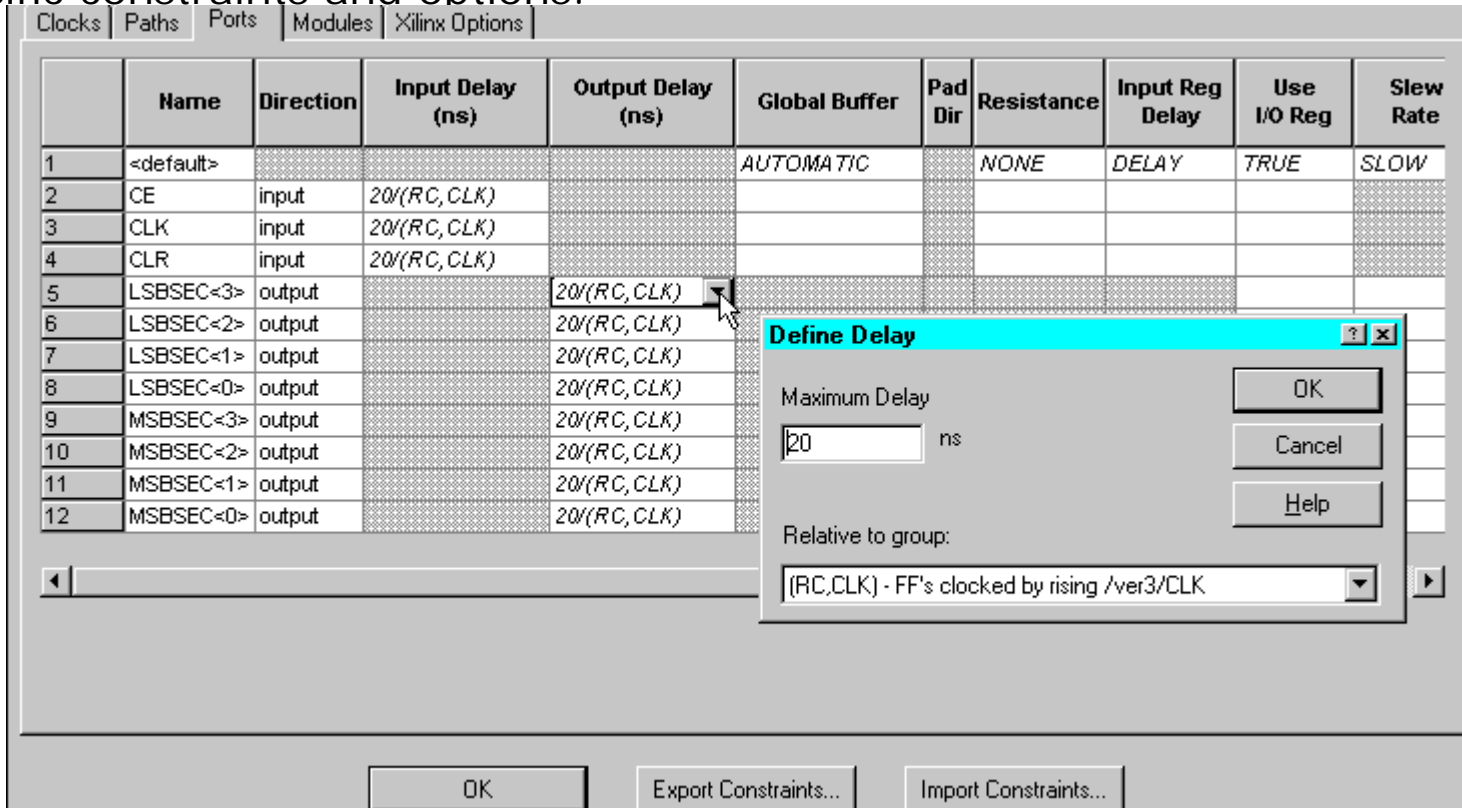 constraints and options.
Clocks Paths Ports Modules Xilinx Options
Name Direction Input Delay (ns) Output Delay (ns) Global Buffer Pad Dir Resistance Input Reg Delay Use I/O Reg Slew Rate
1 <default> AUTOMATIC NONE DELAY TRUE SLOW
2 CE input 20/(RC,CLK)
3 CLK input 20/(RC,CLK)
4 CLR input 20/(RC,CLK)
5 LSBSEC<3> output 20/(RC,CLK)
6 LSBSEC<2> output 20/(RC,CLK)
7 LSBSEC<1> output 20/(RC,CLK)
8 LSBSEC<0> output 20/(RC,CLK)
9 MSBSEC<3> output 20/(RC,CLK)
10 MSBSEC<2> output 20/(RC,CLK)
11 MSBSEC<1> output 20/(RC,CLK)
12 MSBSEC<0> output 20/(RC,CLK)
Define Delay
Maximum Delay
20 ns
OK
Cancel
Help
Relative to group:
(RC,CLK) - FF's clocked by rising /ver3/CLK
OK Export Constraints... Import Constraints...